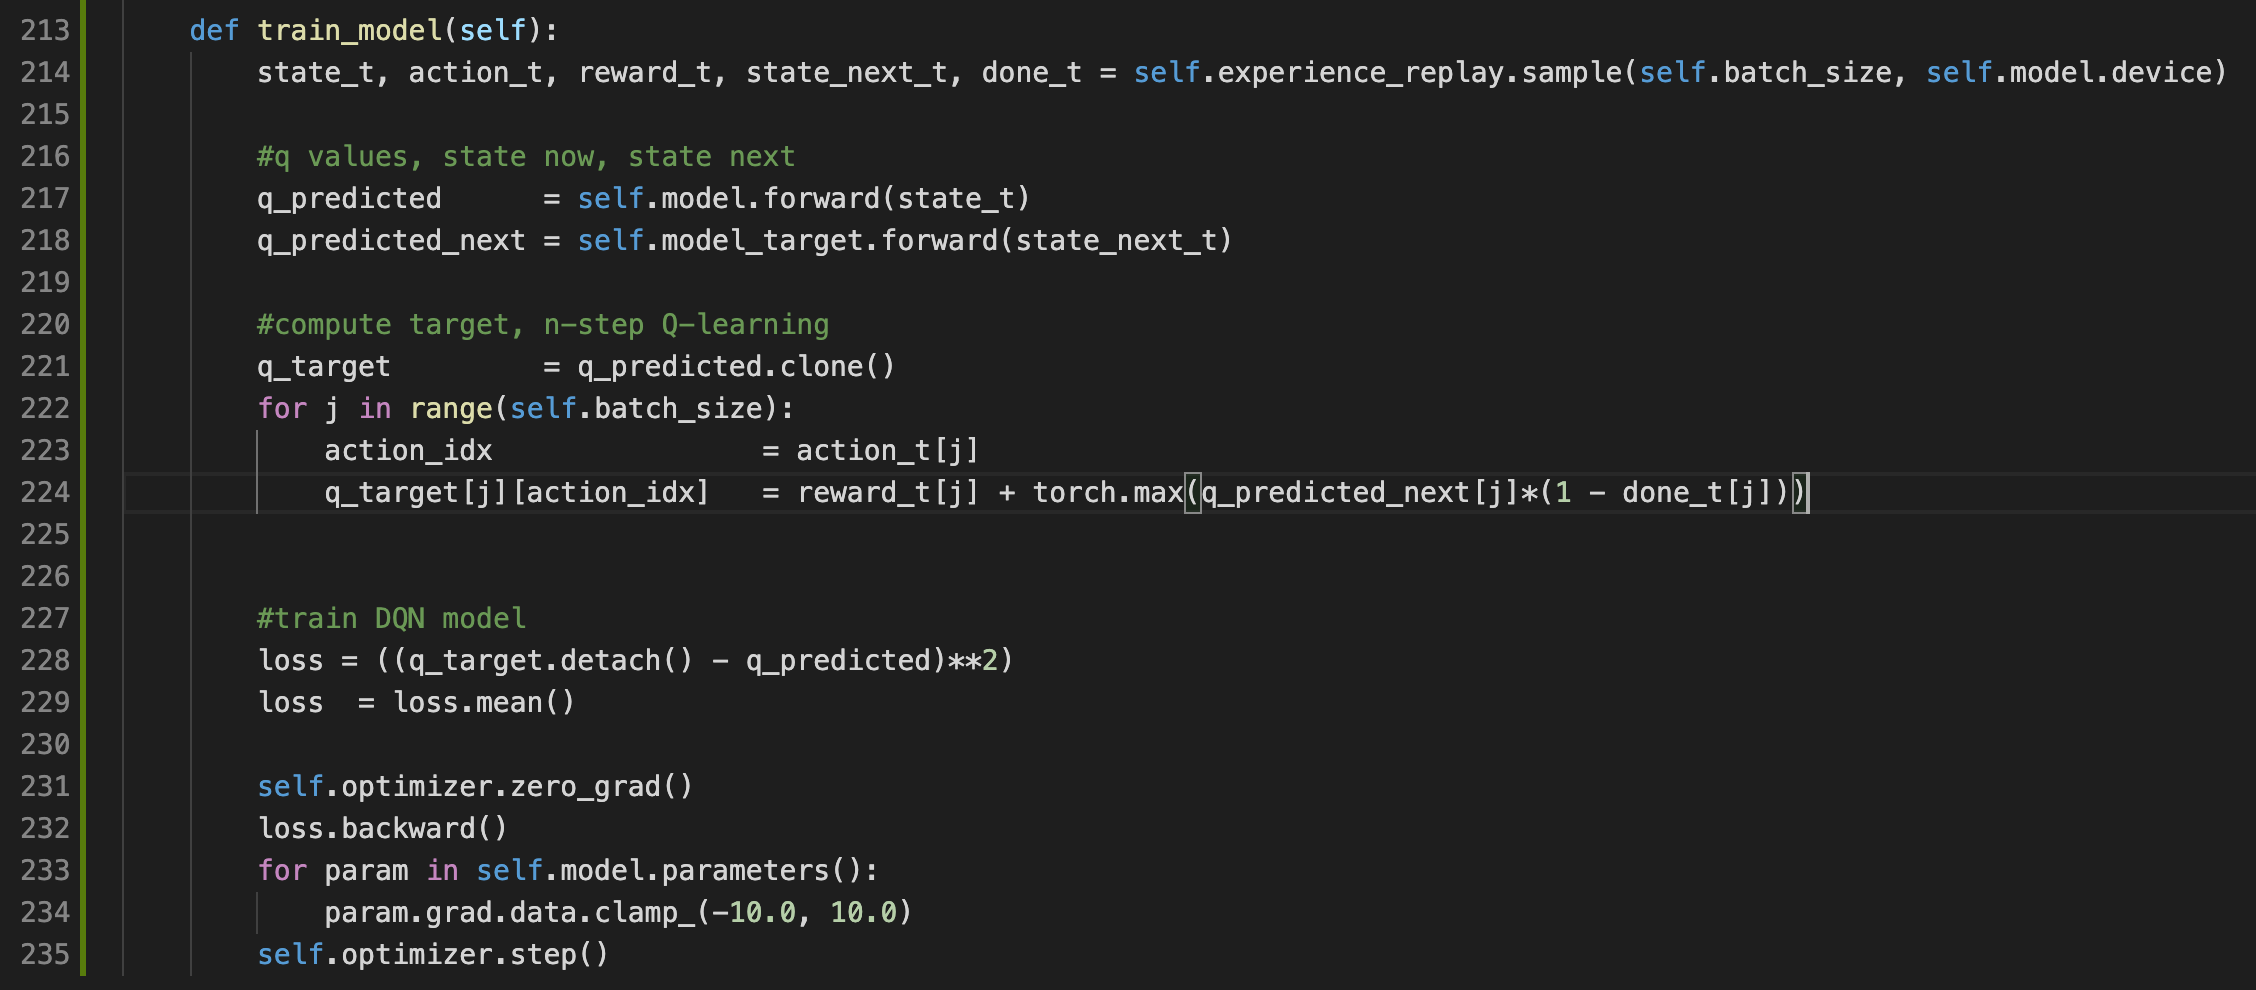 213 def train_model(self):
214 state_t, action_t, reward_t, state_next_t, done_t = self.experience_replay.sample(self.batch_size, self.model.device)
215
216 #q values, state now, state next
217 q_predicted      = self.model.forward(state_t)
218 q_predicted_next = self.model_target.forward(state_next_t)
219
220 #compute target, n-step Q-learning
221 q_target         = q_predicted.clone()
222 for j in range(self.batch_size):
223     action_idx                = action_t[j]
224     q_target[j][action_idx]   = reward_t[j] + torch.max(q_predicted_next[j]*(1 - done_t[j]))
225
226
227 #train DQN model
228 loss = ((q_target.detach() - q_predicted)**2)
229 loss  = loss.mean()
230
231 self.optimizer.zero_grad()
232 loss.backward()
233 for param in self.model.parameters():
234     param.grad.data.clamp_(-10.0, 10.0)
235 self.optimizer.step()